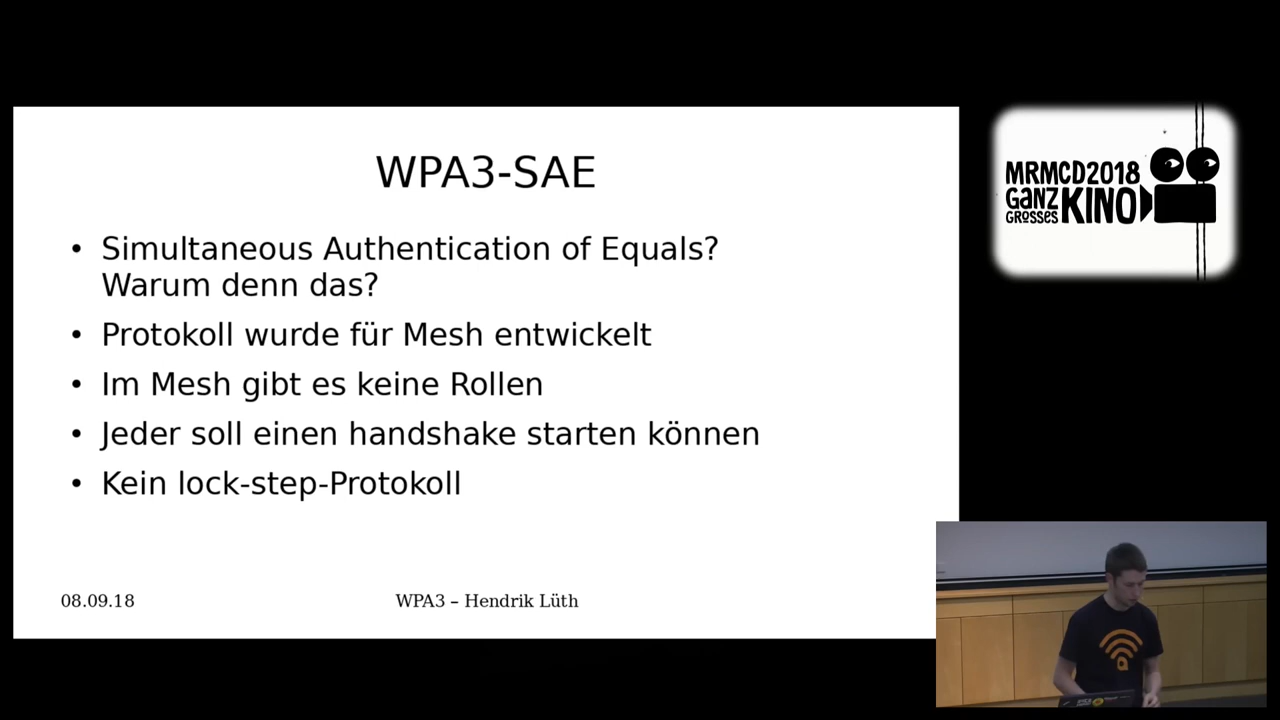 WPA3-SAE
• Simultaneous Authentication of Equals?
Warum denn das?
• Protokoll wurde für Mesh entwickelt
• Im Mesh gibt es keine Rollen
• Jeder soll einen handshake starten können
• Kein lock-step-Protokoll
08.09.18
WPA3 – Hendrik Lüth
MRMCD2018
GANZ
GROSSES
KINO